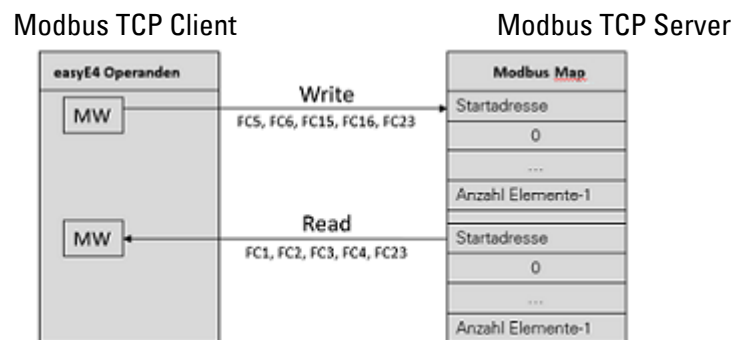 Modbus TCP Client
Modbus TCP Server
easyE4 Operanden
Modbus Map
MW
Write
FC5, FC6, FC15, FC16, FC23
Startadresse
0
...
Anzahl Elemente-1
MW
Read
FC1, FC2, FC3, FC4, FC23
Startadresse
0
...
Anzahl Elemente-1